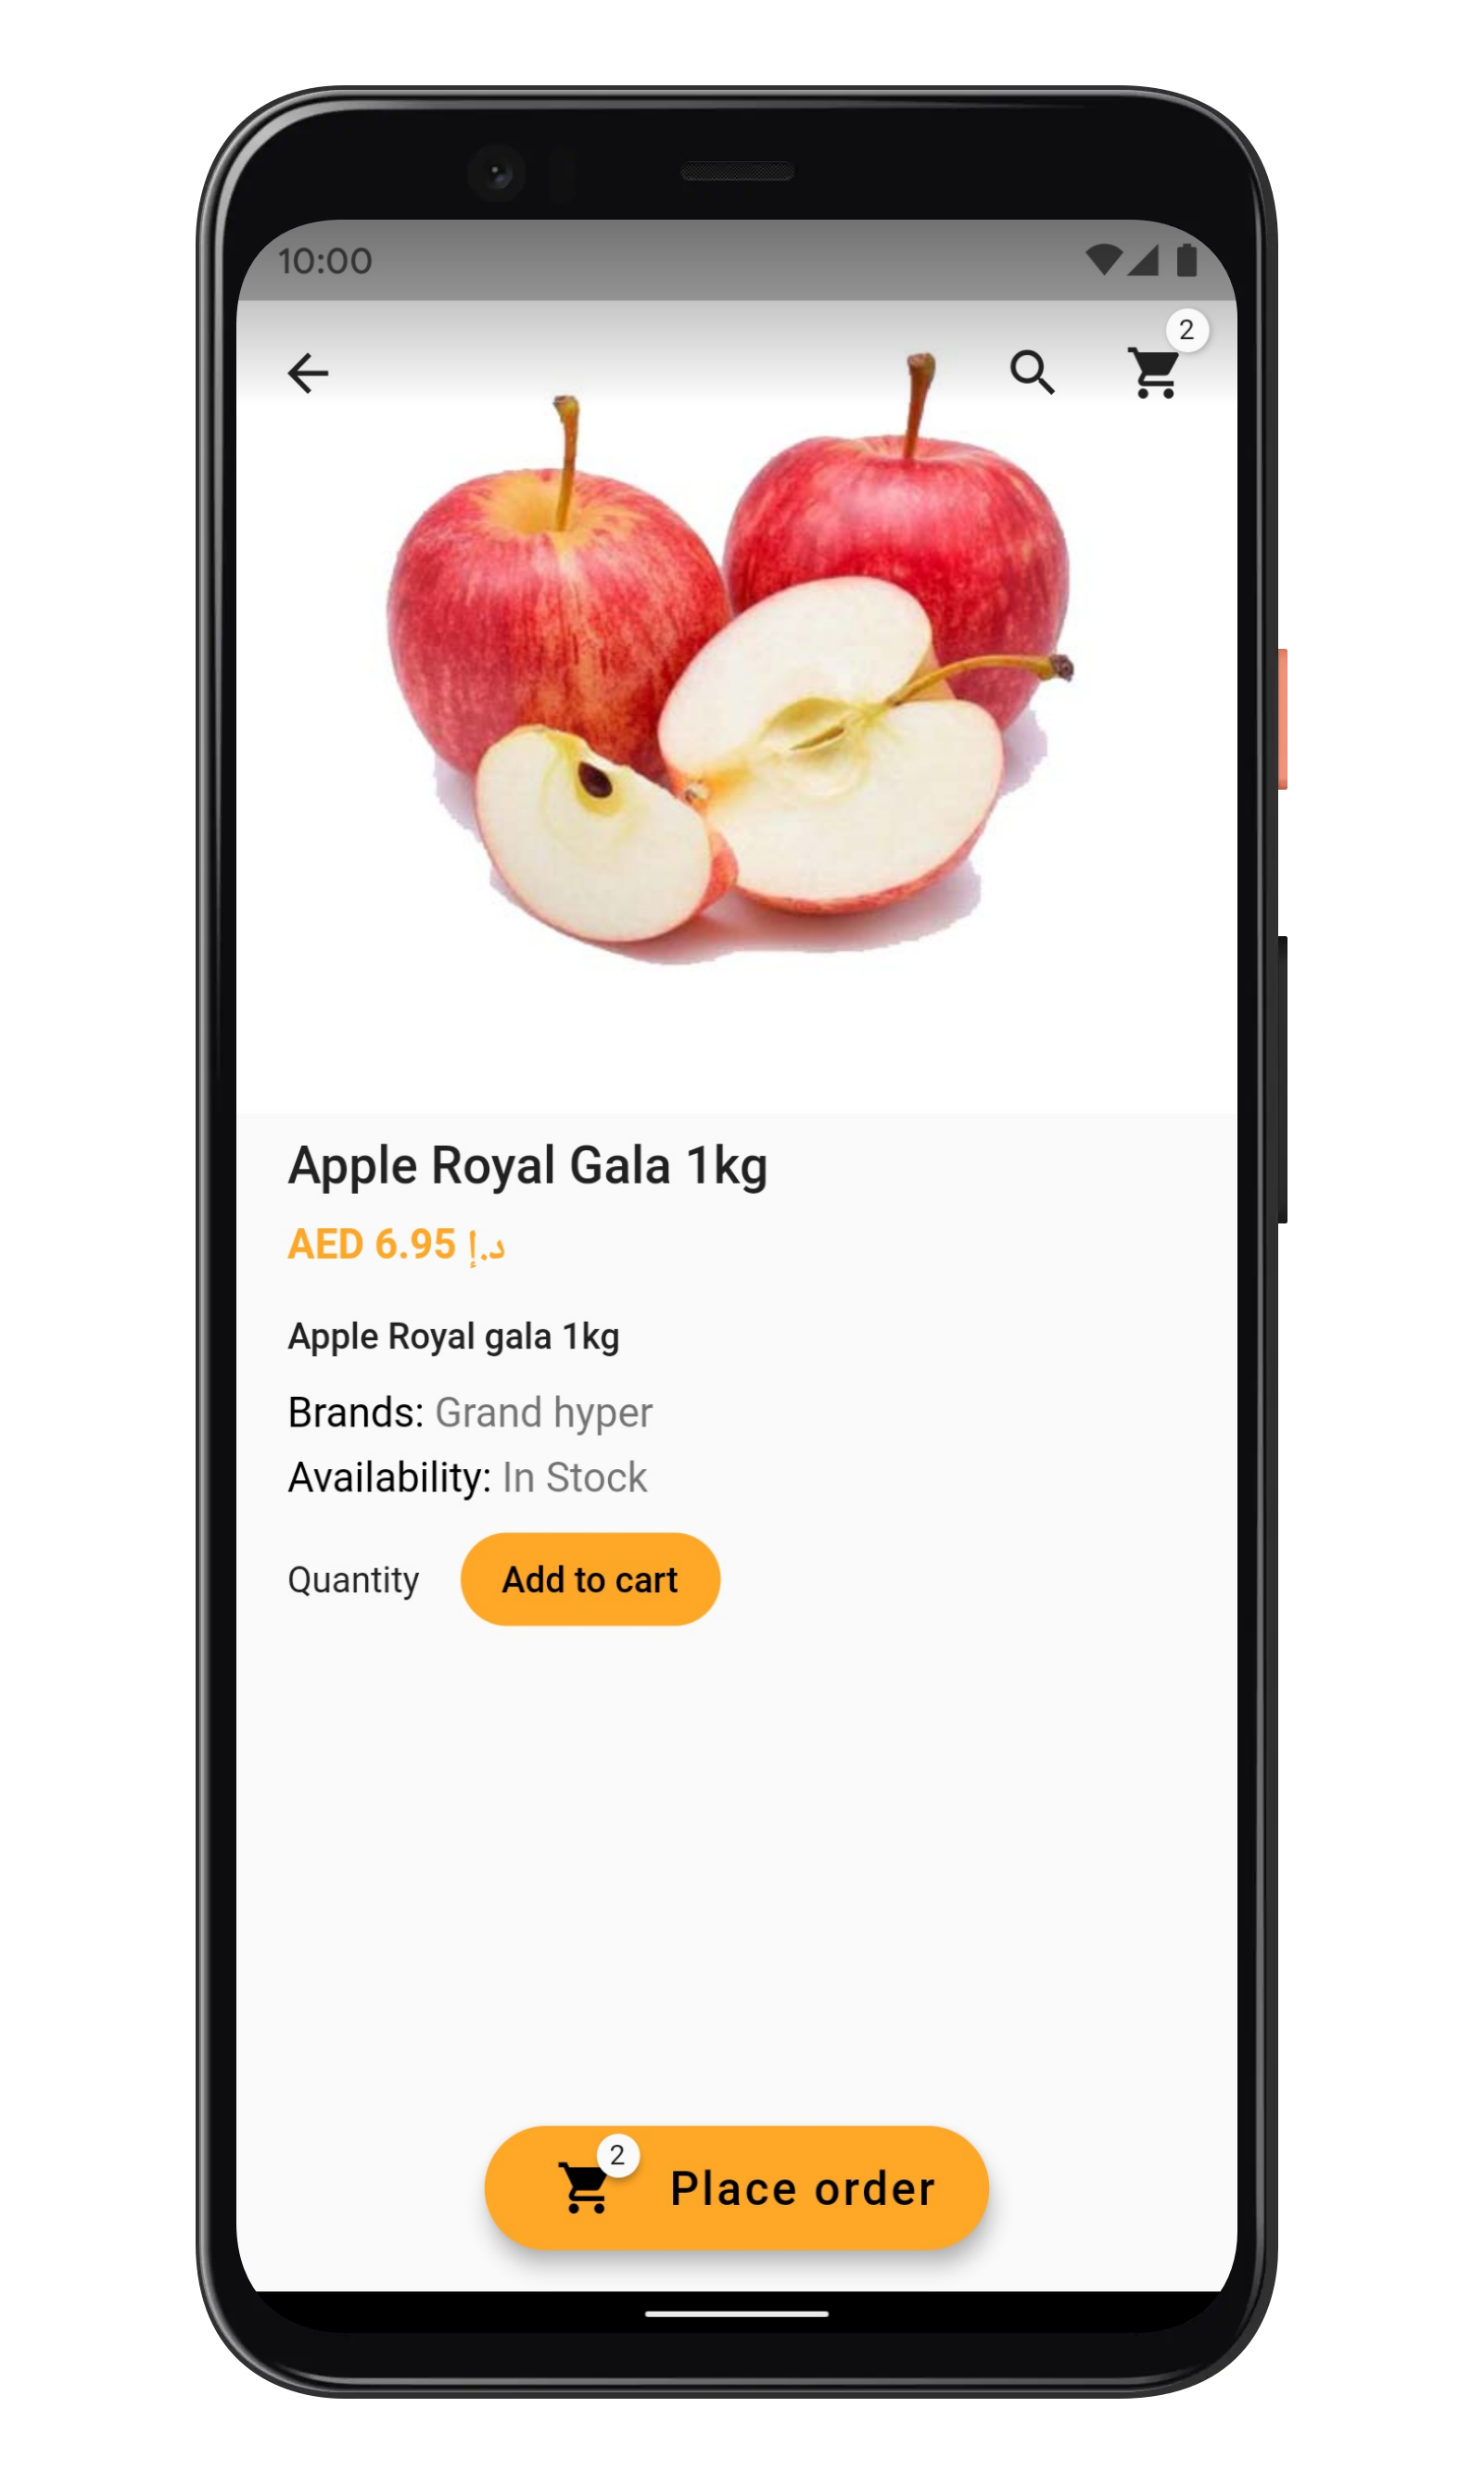 10:00
2
Apple Royal Gala 1kg
AED 6.95 د.إ
Apple Royal gala 1kg
Brands: Grand hyper
Availability: In Stock
Quantity Add to cart
2
Place order